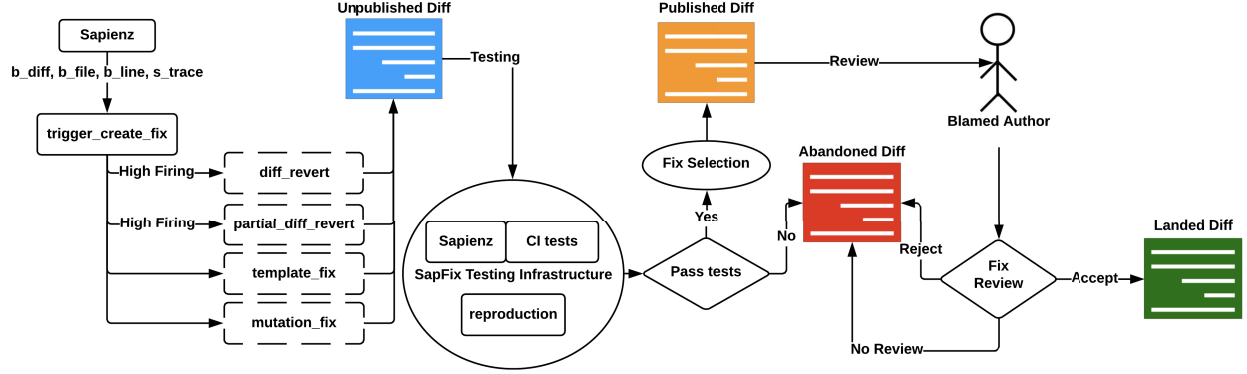 Unpublished Diff
Published Diff
Sapienz
b_diff, b_file, b_line, s_trace
Testing
Review
trigger_create_fix
Blamed Author
High Firing
diff_revert
Fix Selection
Abandoned Diff
High Firing
partial_diff_revert
Yes
No
Landed Diff
Sapienz
CI tests
Reject
template_fix
SapFix Testing Infrastructure
Pass tests
Fix
Review
Accept
mutation_fix
reproduction
No Review